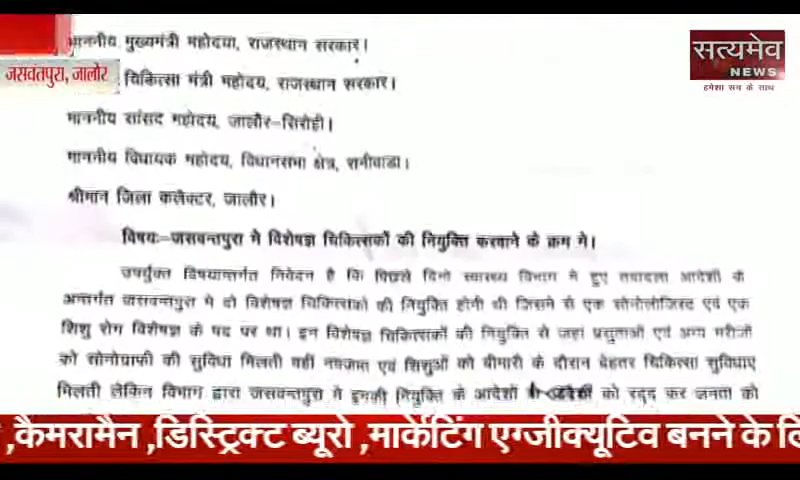 माननीय मुख्यमंत्री महोदया, राजस्थान सरकार।
सत्यमेव
NEWS
हमेशा सच के साथ
जसवंतपुरा, जालोर
चिकित्सा मंत्री महोदय, राजस्थान सरकार।
माननीय सांसद महोदय, जालौर-सिरोही।
माननीय विधायक महोदय, विधानसभा क्षेत्र, रानीवाडा।
श्रीमान जिला कलेक्टर, जालोर।
विषयः-जसवन्तपुरा मे विशेषज्ञ चिकित्सकों की नियुक्ति करवाने के क्रम मे।
उपर्युक्त विषयान्तर्गत निवेदन है कि पिछले दिनो स्वास्थ्य विभाग मे हुए तबादला आदेशों के
अन्तर्गत जसवन्तपुरा मे दो विशेषज्ञ चिकित्सकों की नियुक्ति होनी थी जिसमे से एक सोनोलोजिस्ट एवं एक
शिशु रोग विशेषज्ञ के पद पर था। इन विशेषज्ञ चिकित्सकों की नियुक्ति से जहां प्रसुताओं एवं अन्य मरीजों
को सोनोग्राफी की सुविधा मिलती वहीं नवजात एवं शिशुओं को बीमारी के दौरान बेहतर चिकित्सा सुविधाए
मिलती लेकिन विभाग द्वारा जसवन्तपुरा मे इनकी नियुक्ति के आदेशों को रद्द कर जनता को
,कैमरामैन ,डिस्ट्रिक्ट ब्यूरो ,मार्केटिंग एग्जीक्यूटिव बनने के लि